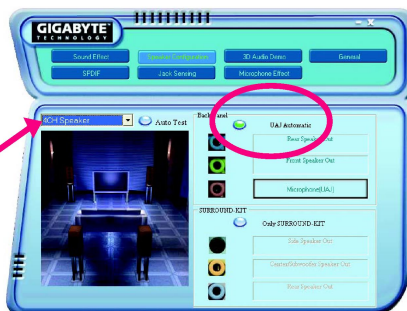 GIGABYTE
TECHNOLOGY
Sound Effect
Speaker Configuration
3D Audio Demo
General
SPDIF
Jack Sensing
Microphone Effect
4CH Speaker
Auto Test
Back Panel
UAJ Automatic
Rear Speaker Out
Front Speaker Out
Microphone(UAJ)
SURROUND-KIT
Only SURROUND-KIT
Side Speaker Out
Center/Subwoofer Speaker Out
Rear Speaker Out